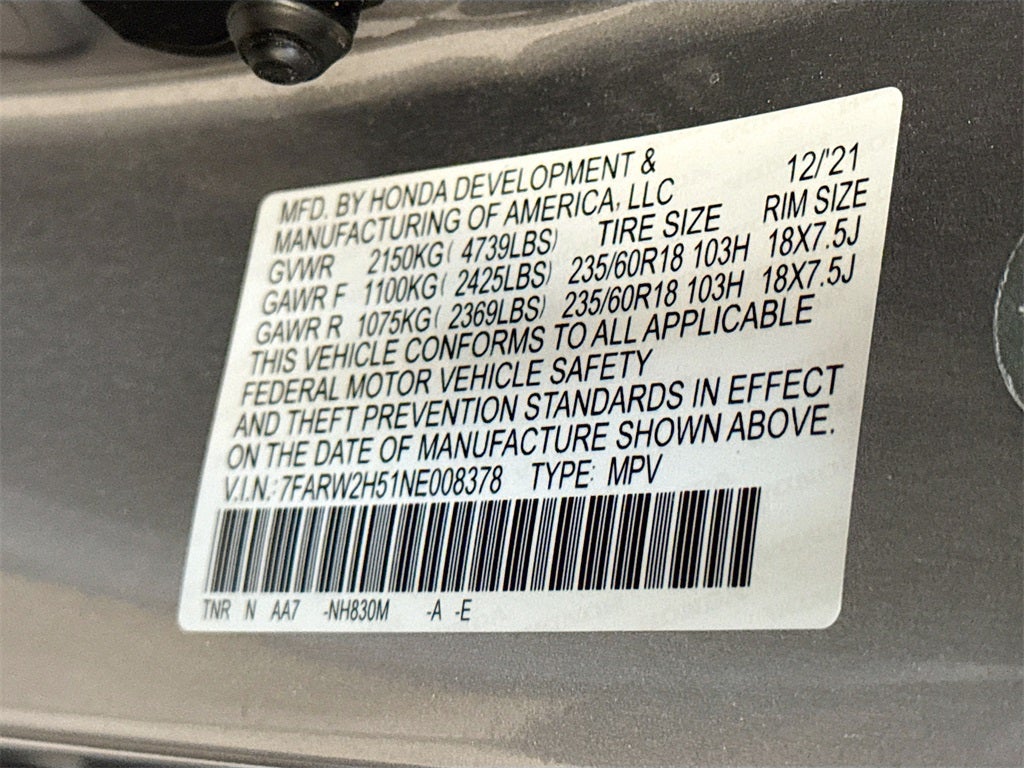 MFD. BY HONDA DEVELOPMENT & 12/'21
MANUFACTURING OF AMERICA, LLC
TIRE SIZE RIM SIZE
GVWR 2150KG( 4739LBS)
GAWR F 1100KG( 2425LBS) 235/60R18 103H 18X7.5J
GAWR R 1075KG( 2369LBS) 235/60R18 103H 18X7.5J
THIS VEHICLE CONFORMS TO ALL APPLICABLE
FEDERAL MOTOR VEHICLE SAFETY
AND THEFT PREVENTION STANDARDS IN EFFECT
ON THE DATE OF MANUFACTURE SHOWN ABOVE.
V.I.N.: 7FARW2H51NE008378 TYPE: MPV
TNR N AA7 -NH830M -A -E